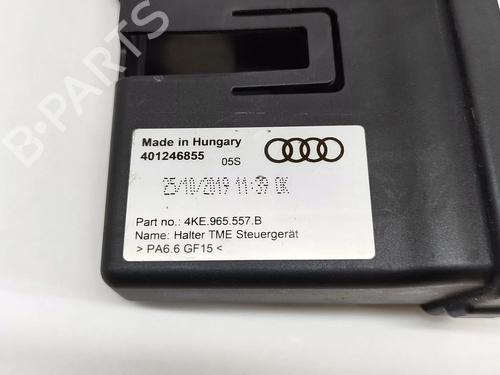 Made in Hungary
401246855 05S
25/10/2019 11:39 OK
Part no.: 4KE.965.557.B
Name: Halter TME Steuergerät
> PA6.6 GF15 <
B-PARTS